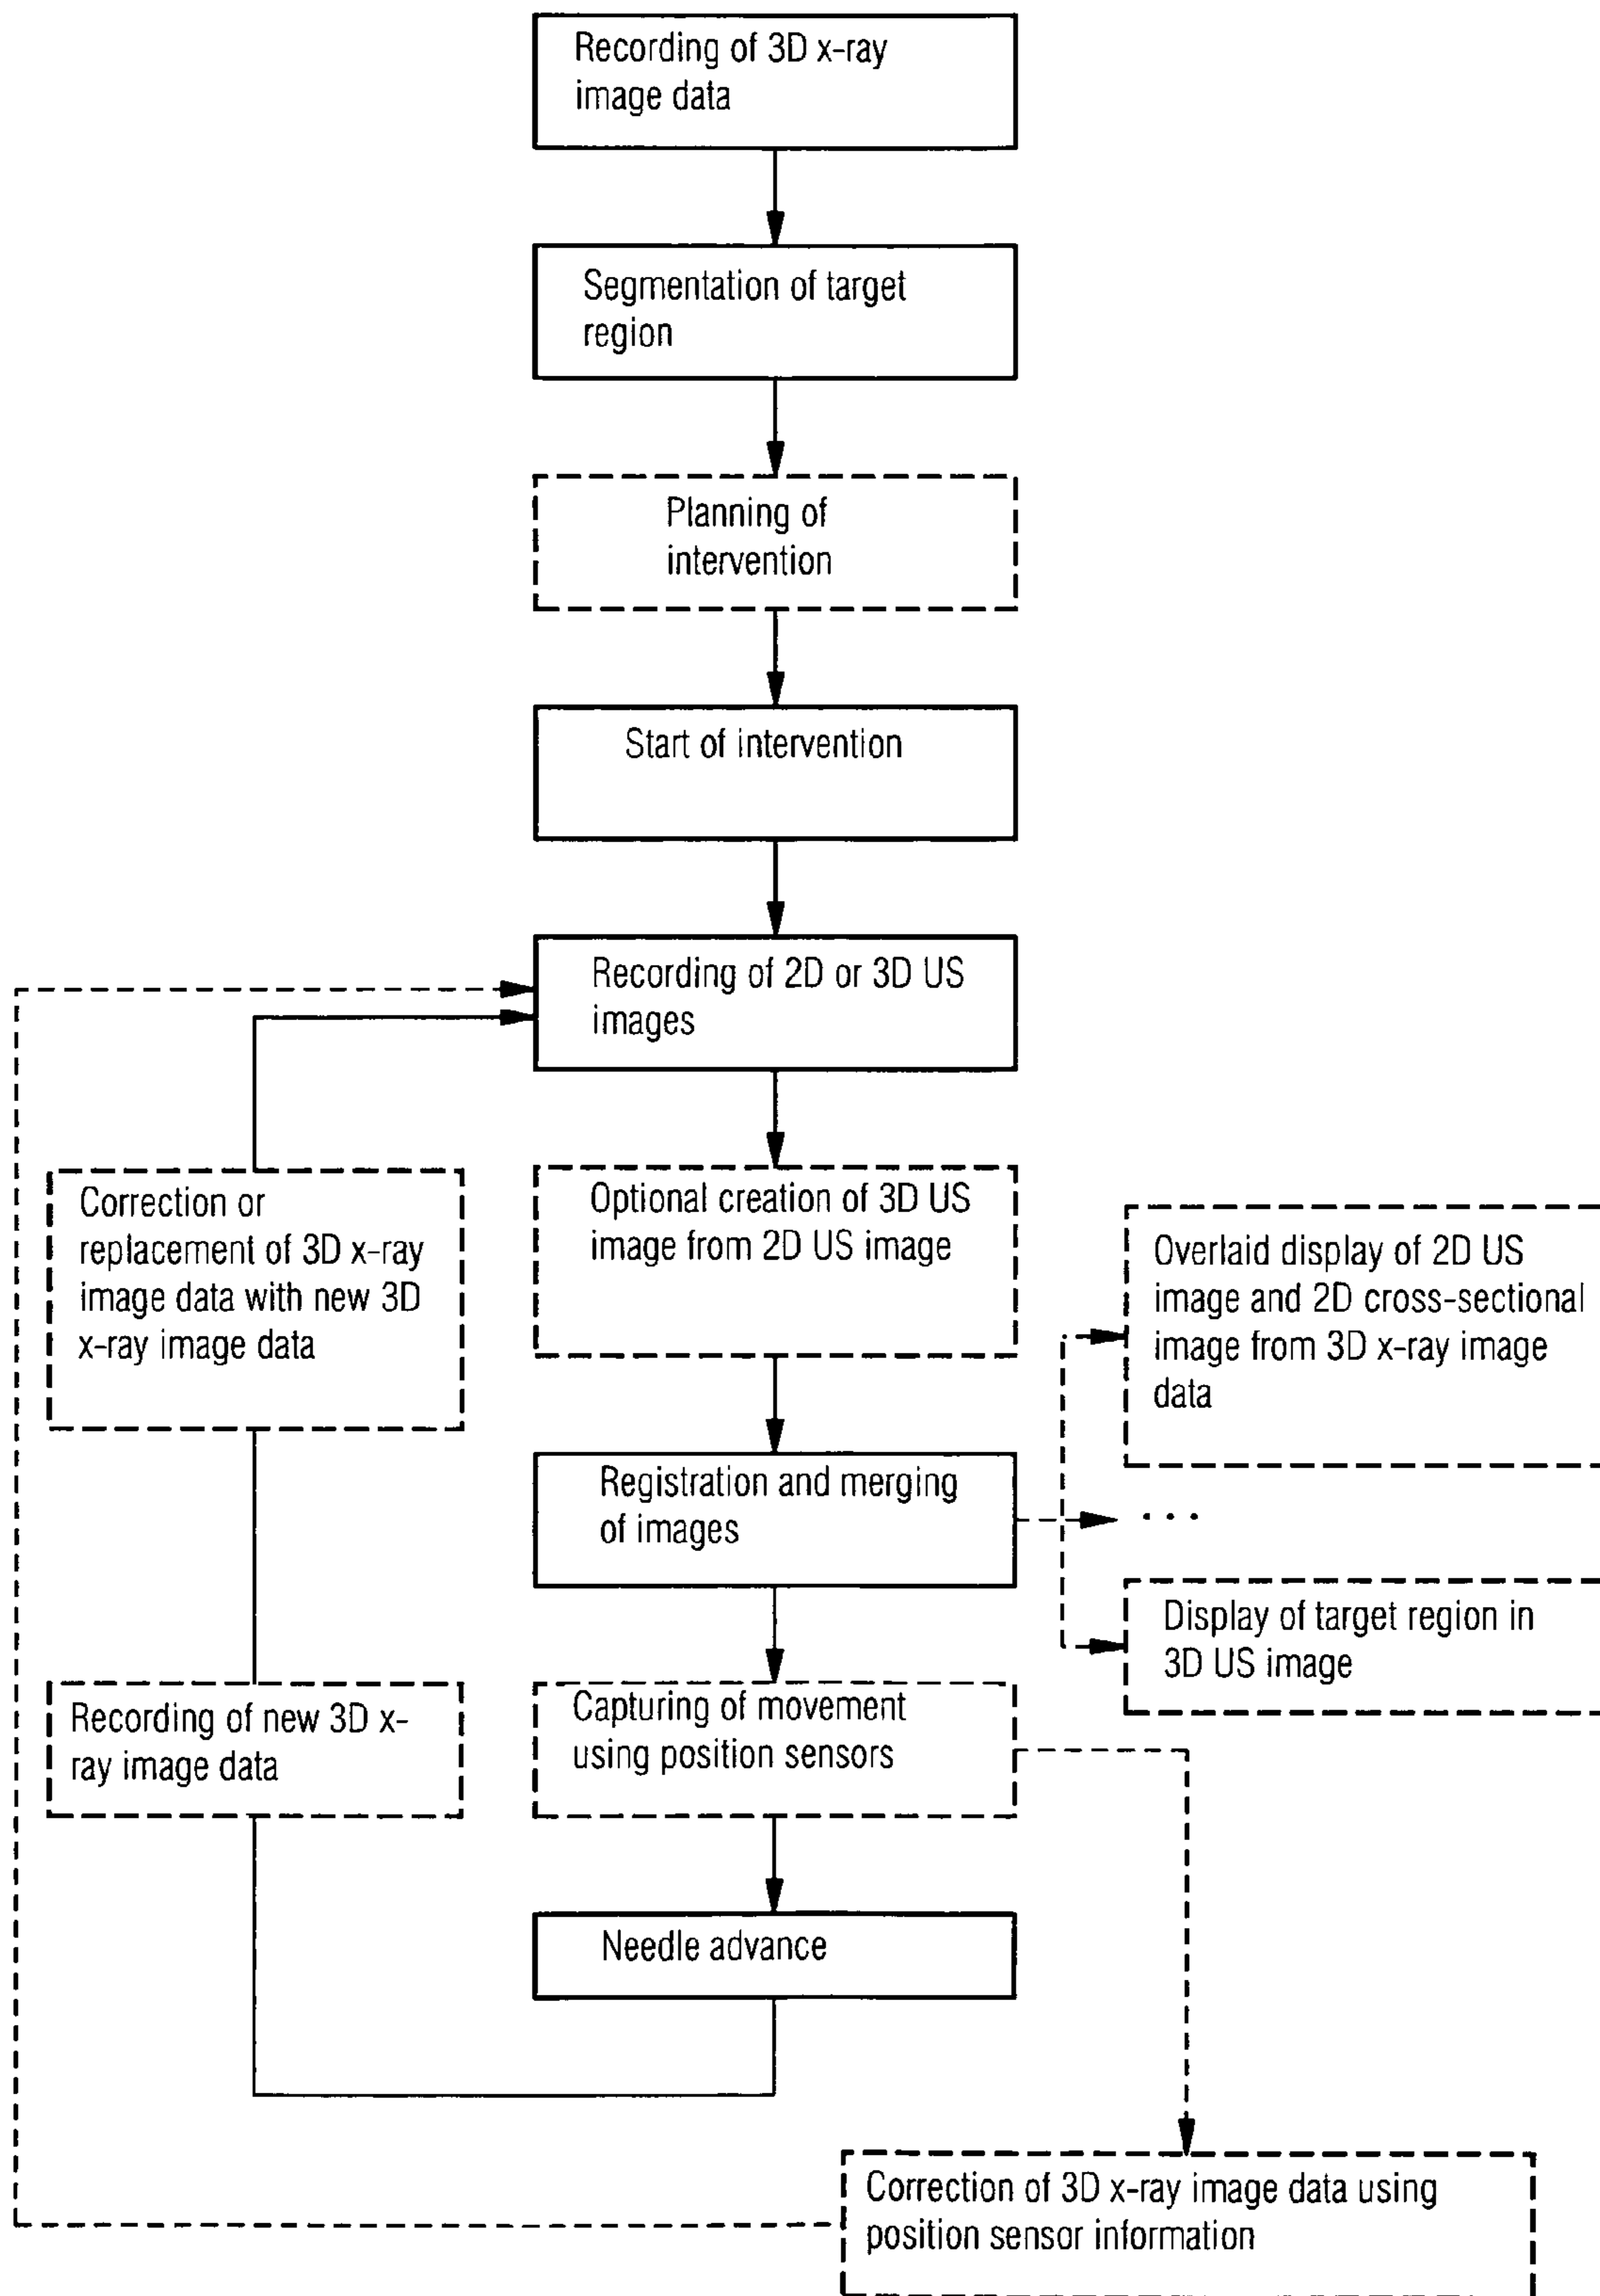 Recording of 3D x-ray
image data
Segmentation of target
region
Planning of
intervention
Start of intervention
Recording of 2D or 3D US
images
Correction or
replacement of 3D x-ray
image data with new 3D
x-ray image data
Optional creation of 3D US
image from 2D US image
Overlaid display of 2D US
image and 2D cross-sectional
image from 3D x-ray image
data
Registration and merging
of images
. . .
Display of target region in
3D US image
Recording of new 3D x-
ray image data
Capturing of movement
using position sensors
Needle advance
Correction of 3D x-ray image data using
position sensor information